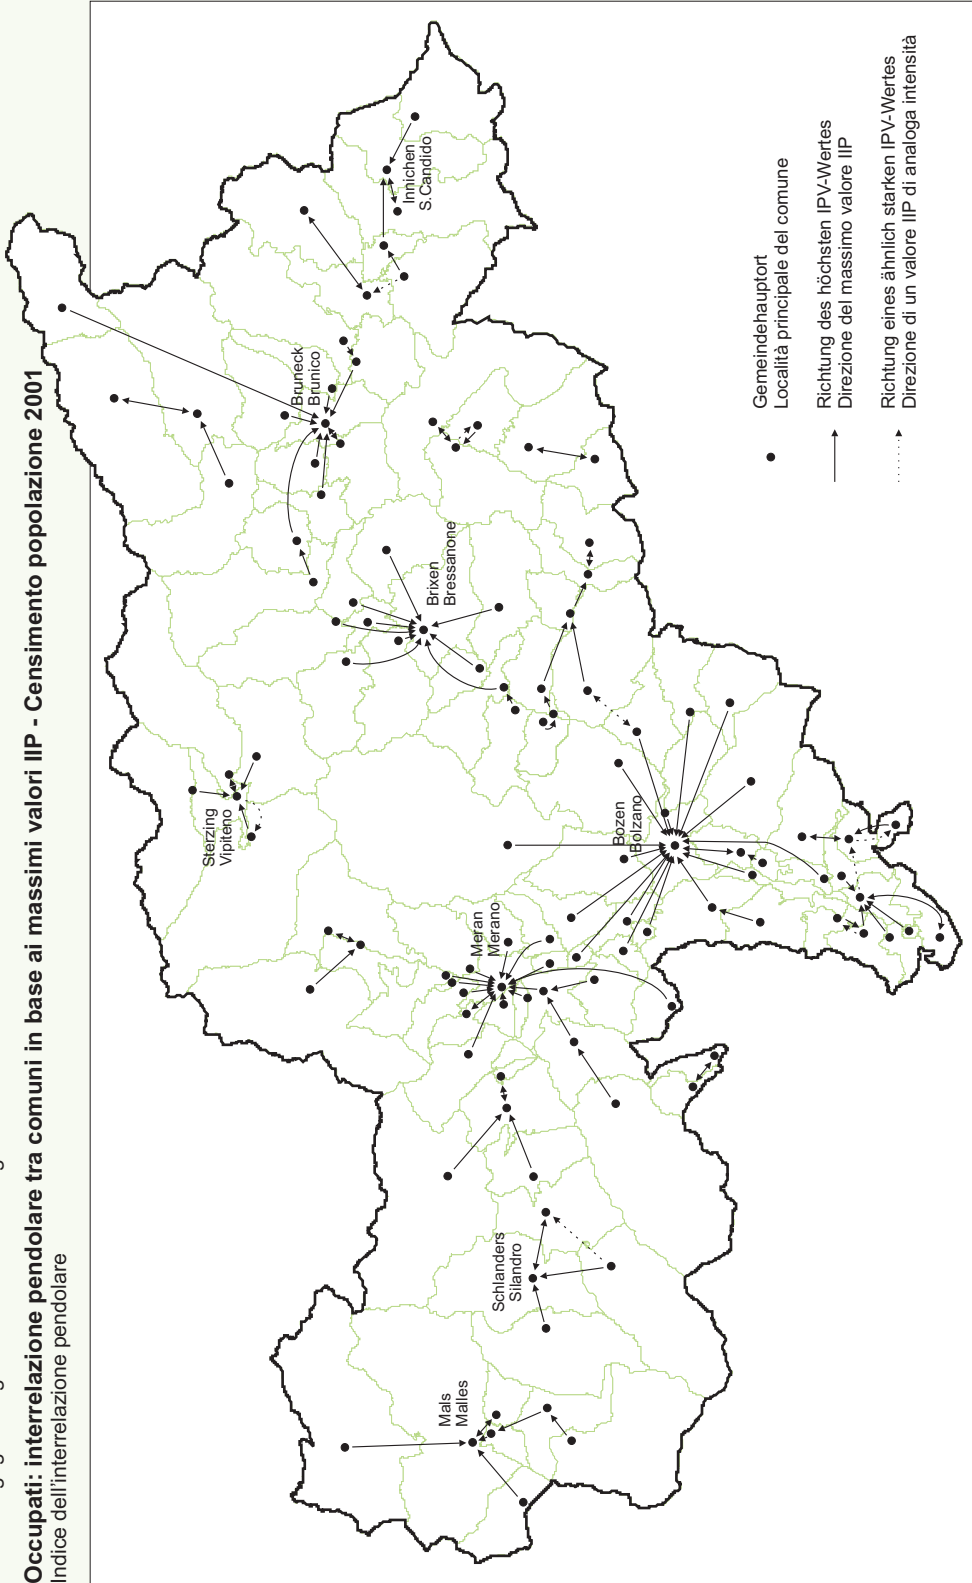 Occupati: interrelazione pendolare tra comuni in base ai massimi valori IIP - Censimento popolazione 2001
Indice dell'interrelazione pendolare
Mals
Malles
Schlanders
Silandro
Meran
Merano
Sterzing
Vipiteno
Bozen
Bolzano
Brixen
Bressanone
Bruneck
Brunico
Innichen
S.Candido
Gemeindehauptort
Località principale del comune
Richtung des höchsten IPV-Wertes
Direzione del massimo valore IIP
Richtung eines ähnlich starken IPV-Wertes
Direzione di un valore IIP di analoga intensità